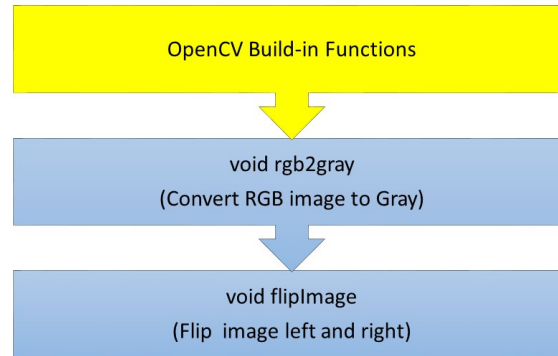 OpenCV Build-in Functions
void rgb2gray
(Convert RGB image to Gray)
void flipImage
(Flip image left and right)